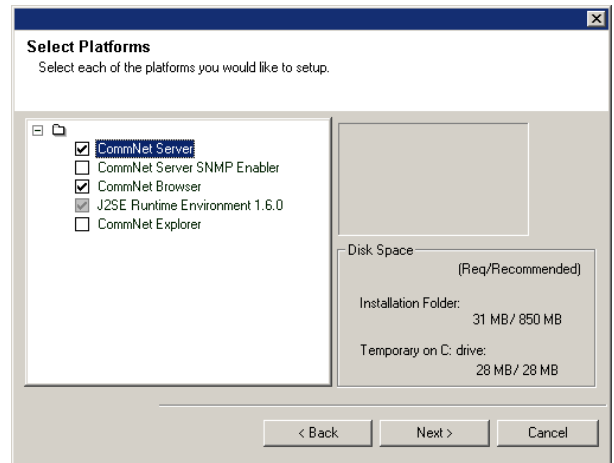 Select Platforms
Select each of the platforms you would like to setup.
CommNet Server
CommNet Server SNMP Enabler
CommNet Browser
J2SE Runtime Environment 1.6.0
CommNet Explorer
Disk Space
(Req/Recommended)
Installation Folder:
31 MB/ 850 MB
Temporary on C: drive:
28 MB/ 28 MB
< Back
Next >
Cancel